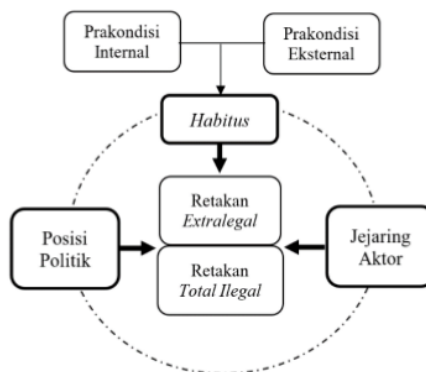 Prakondisi
Internal
Prakondisi
Eksternal
Habitus
Retakan
Extralegal
Posisi
Politik
Jejaring
Aktor
Retakan
Total Ilegal